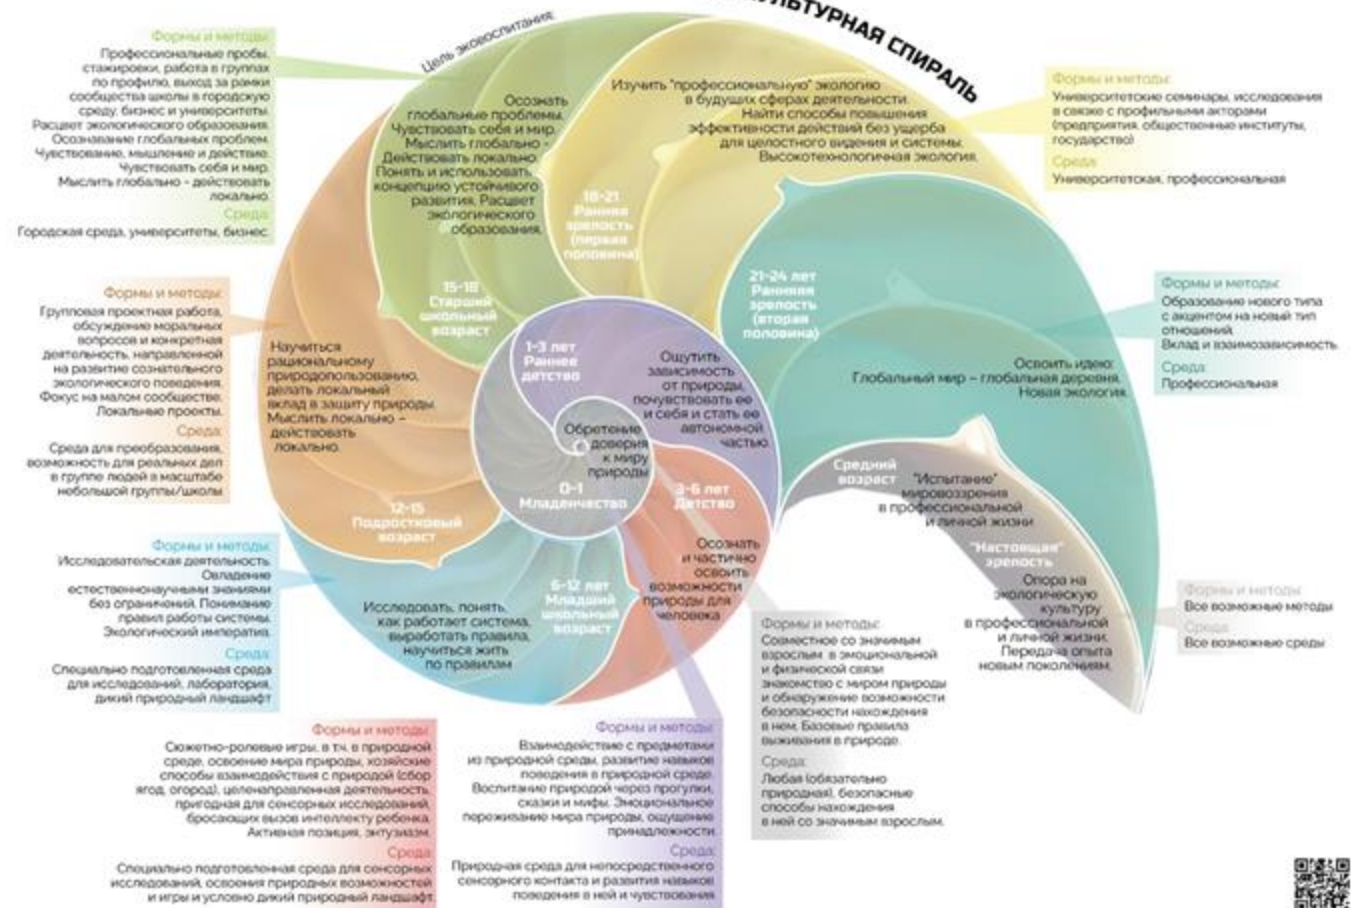 КУЛЬТУРНАЯ СПИРАЛЬ
Цель эковоспитания:
Формы и методы:
Профессиональные пробы,
стажировки, работа в группах
по профилю, выход за рамки
сообщества школы в городскую
среду, бизнес и университеты.
Расцвет экологического образования.
Осознавание глобальных проблем.
Чувствование, мышление и действие.
Чувствовать себя и мир.
Мыслить глобально - действовать
локально.
Среда:
Городская среда, университеты, бизнес.
Осознать
глобальные проблемы.
Чувствовать себя и мир.
Мыслить глобально -
Действовать локально.
Понять и использовать
концепцию устойчивого
развития. Расцвет
экологического
образования.
15-18
Старший
школьный
возраст
Изучить "профессиональную" экологию
в будущих сферах деятельности.
Найти способы повышения
эффективности действий без ущерба
для целостного видения и системы.
Высокотехнологичная экология.
18-21
Ранняя
зрелость
(первая
половина)
Формы и методы:
Университетские семинары, исследования
в связке с профильными акторами
(предприятия, общественные институты,
государство)
Среда:
Университетская, профессиональная
21-24 лет
Ранняяя
зрелость
(вторая
половина)
Освоить идею:
Глобальный мир – глобальная деревня.
Новая экология.
Формы и методы:
Образование нового типа
с акцентом на новый тип
отношений.
Вклад и взаимозависимость.
Среда:
Профессиональная
Формы и методы:
Групповая проектная работа,
обсуждение моральных
вопросов и конкретная
деятельность, направленной
на развитие сознательного
экологического поведения.
Фокус на малом сообществе.
Локальные проекты.
Среда:
Среда для преобразования,
возможность для реальных дел
в группе людей в масштабе
небольшой группы/школы
Научиться
рациональному
природопользованию,
делать локальный
вклад в защиту природы.
Мыслить локально –
действовать
локально.
12-15
Подростковый
возраст
1-3 лет
Раннее
детство
Ощутить
зависимость
от природы,
почувствовать ее
и себя и стать ее
автономной
частью
Обретение
доверия
к миру
природы
0-1
Младенчество
3-6 лет
Детство
Осознать
и частично
освоить
возможности
природы для
человека
6-12 лет
Младший
школьный
возраст
Исследовать, понять,
как работает система,
выработать правила,
научиться жить
по правилам
Средний
возраст
"Испытание"
мировоззрения
в профессиональной
и личной жизни
"Настоящая"
зрелость
Опора на
экологическую
культуру
в профессиональной
и личной жизни.
Передача опыта
новым поколениям.
Формы и методы:
Все возможные методы
Среда:
Все возможные среды
Формы и методы:
Исследовательская деятельность.
Овладение
естественнонаучными знаниями
без ограничений. Понимание
правил работы системы.
Экологический императив.
Среда:
Специально подготовленная среда
для исследований, лаборатория,
дикий природный ландшафт
Формы и методы:
Сюжетно-ролевые игры, в т.ч. в природной
среде, освоение мира природы, хозяйские
способы взаимодействия с природой (сбор
ягод, огород), целенаправленная деятельность,
пригодная для сенсорных исследований,
бросающих вызов интеллекту ребенка.
Активная позиция, энтузиазм.
Среда:
Специально подготовленная среда для сенсорных
исследований, освоения природных возможностей
и игры и условно дикий природный ландшафт
Формы и методы:
Взаимодействие с предметами
из природной среды, развитие навыков
поведения в природной среде.
Воспитание природой через прогулки,
сказки и мифы. Эмоциональное
переживание мира природы, ощущение
принадлежности.
Среда:
Природная среда для непосредственного
сенсорного контакта и развития навыков
поведения в ней и чувствования
Формы и методы:
Совместное со значимым
взрослым в эмоциональной
и физической связи
знакомство с миром природы
и обнаружение возможности
безопасности нахождения
в нем. Базовые правила
выживания в природе.
Среда:
Любая (обязательно
природная), безопасные
способы нахождения
в ней со значимым взрослым.